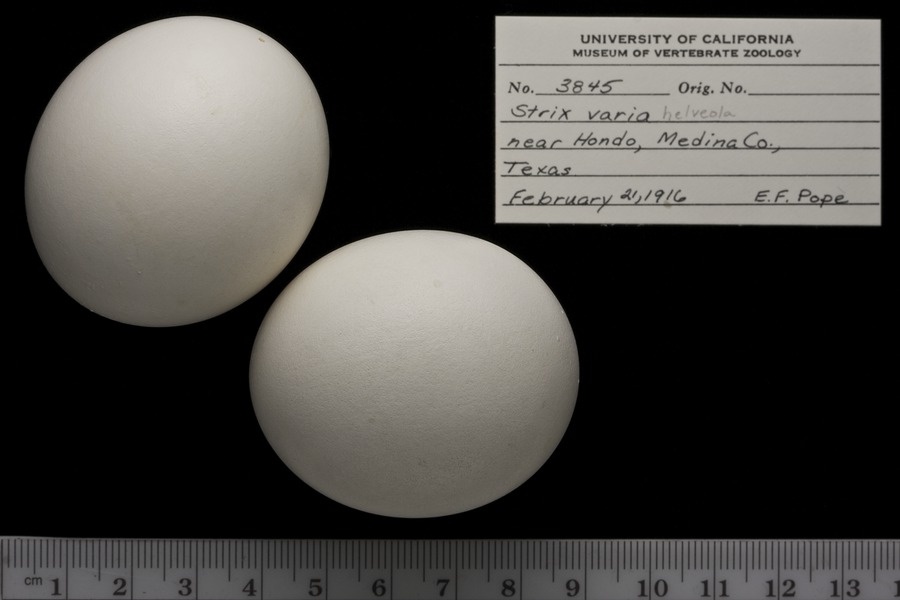 UNIVERSITY OF CALIFORNIA
MUSEUM OF VERTEBRATE ZOOLOGY
No. 3845 Orig. No.
Strix varia helveola
near Hondo, Medina Co.,
Texas
February 21, 1916 E.F. Pope
cm 1 2 3 4 5 6 7 8 9 10 11 12 13